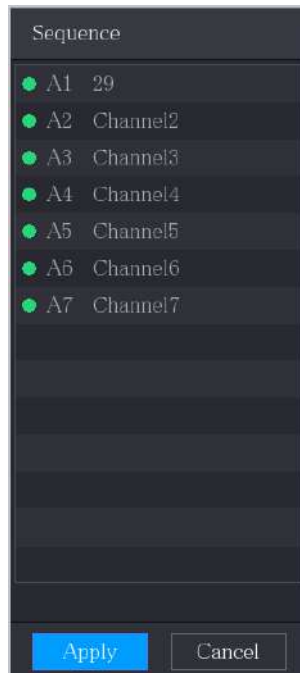 Sequence
A1 29
A2 Channel2
A3 Channel3
A4 Channel4
A5 Channel5
A6 Channel6
A7 Channel7
Apply Cancel